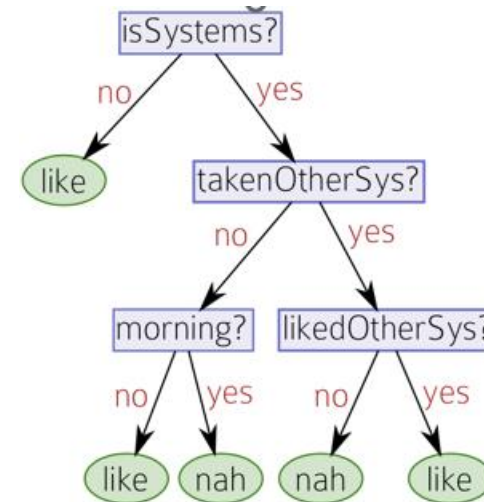 isSystems?
no yes
like takenOtherSys?
no yes
morning? likedOtherSys?
no yes no yes
like nah nah like